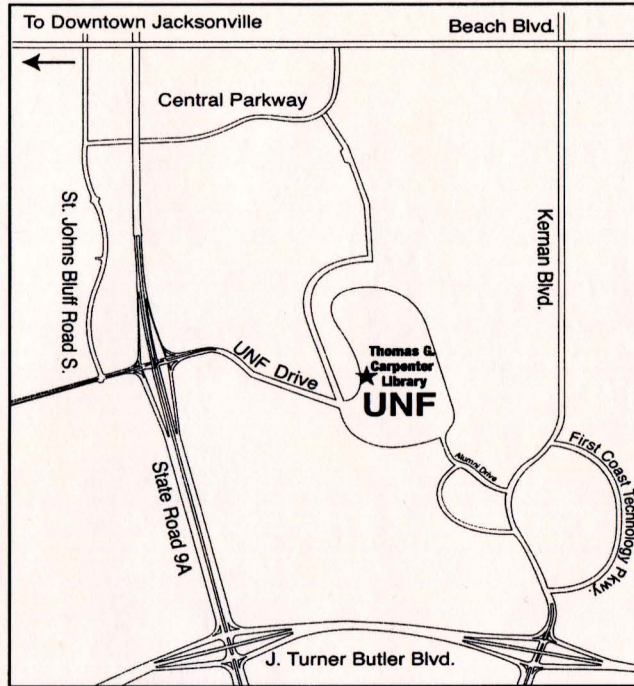 To Downtown Jacksonville
Beach Blvd.
Central Parkway
St. Johns Bluff Road S.
Kernan Blvd.
UNF Drive
Thomas G.
Carpenter
Library
UNF
Alumni Drive
First Coast Technology Pkwy.
State Road 9A
J. Turner Butler Blvd.